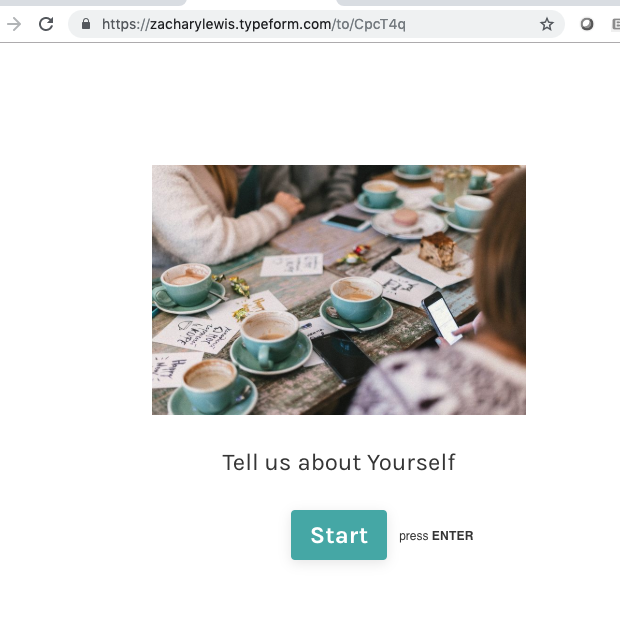 https://zacharylewis.typeform.com/to/CpcT4q
Tell us about Yourself
Start press ENTER